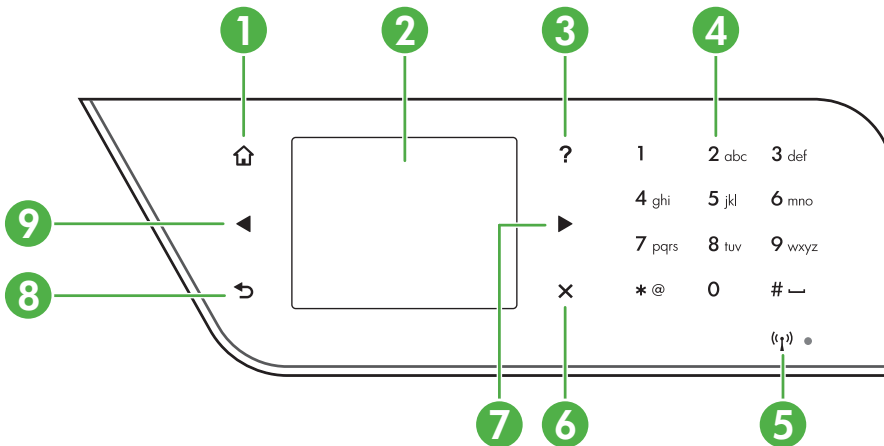 1 2 3 4
? 1 2 abc 3 def
4 ghi 5 jkl 6 mno
9
7 pqrs 8 tuv 9 wxyz
8 * @ 0 #
7 6 5